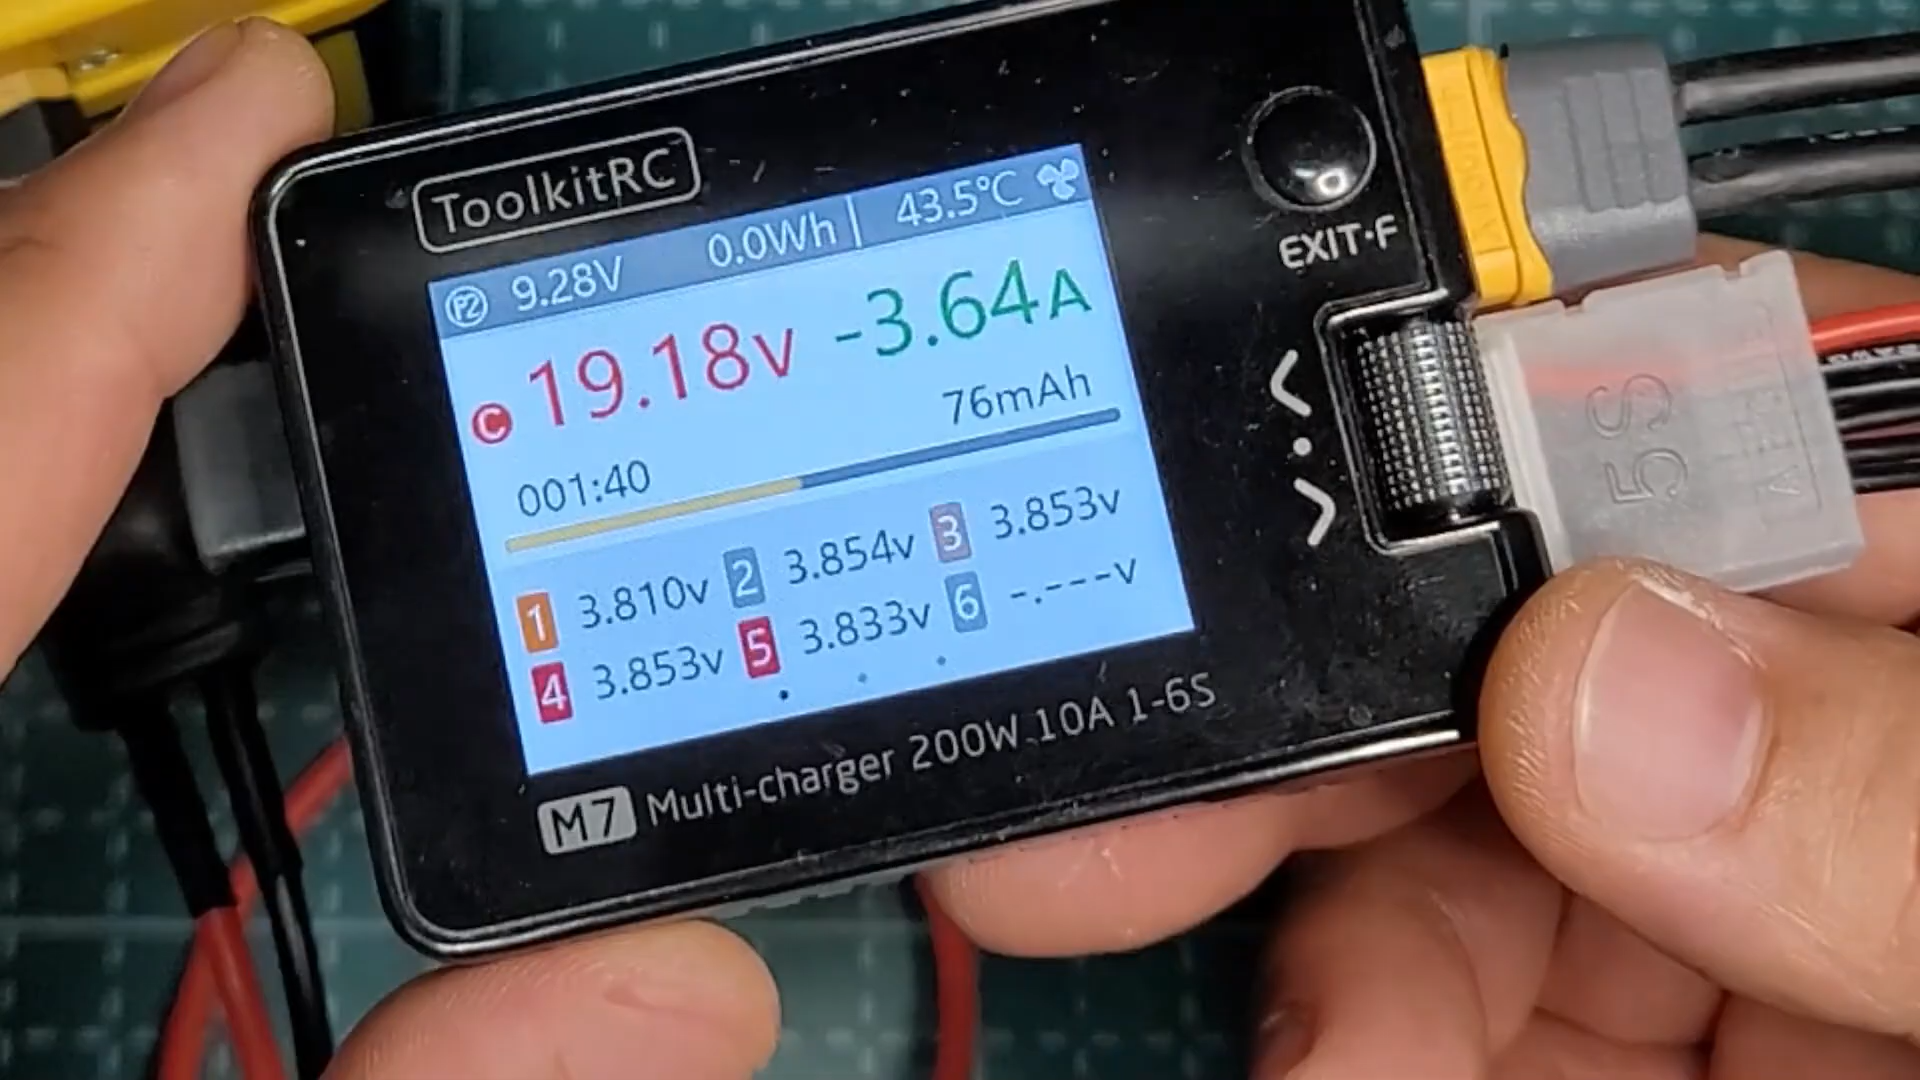 ToolkitRC
P2 9.28V 0.0Wh | 43.5°C
C 19.18v -3.64A
001:40 76mAh
1 3.810v 2 3.854v 3 3.853v
4 3.853v 5 3.833v 6 -.---v
M7 Multi-charger 200W 10A 1-6S
EXIT·F
< · >
5S